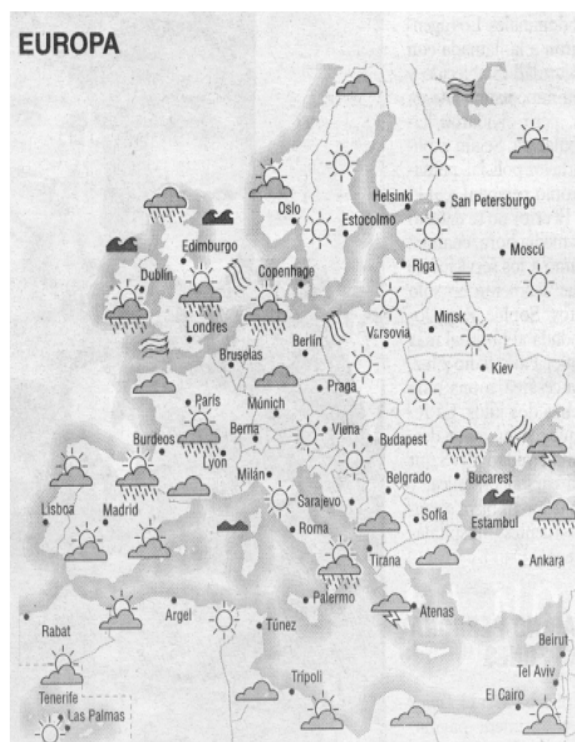 EUROPA
Oslo
Helsinki
San Petersburgo
Estocolmo
Edimburgo
Moscú
Riga
Dublín
Copenhage
Londres
Berlín
Varsovia
Minsk
Bruselas
Kiev
Praga
París
Múnich
Berna
Viena
Budapest
Burdeos
Lyon
Milán
Belgrado
Bucarest
Sarajevo
Lisboa
Madrid
Roma
Sofía
Estambul
Tirana
Ankara
Palermo
Atenas
Argel
Rabat
Túnez
Beirut
Trípoli
Tel Aviv
Tenerife
El Cairo
Las Palmas